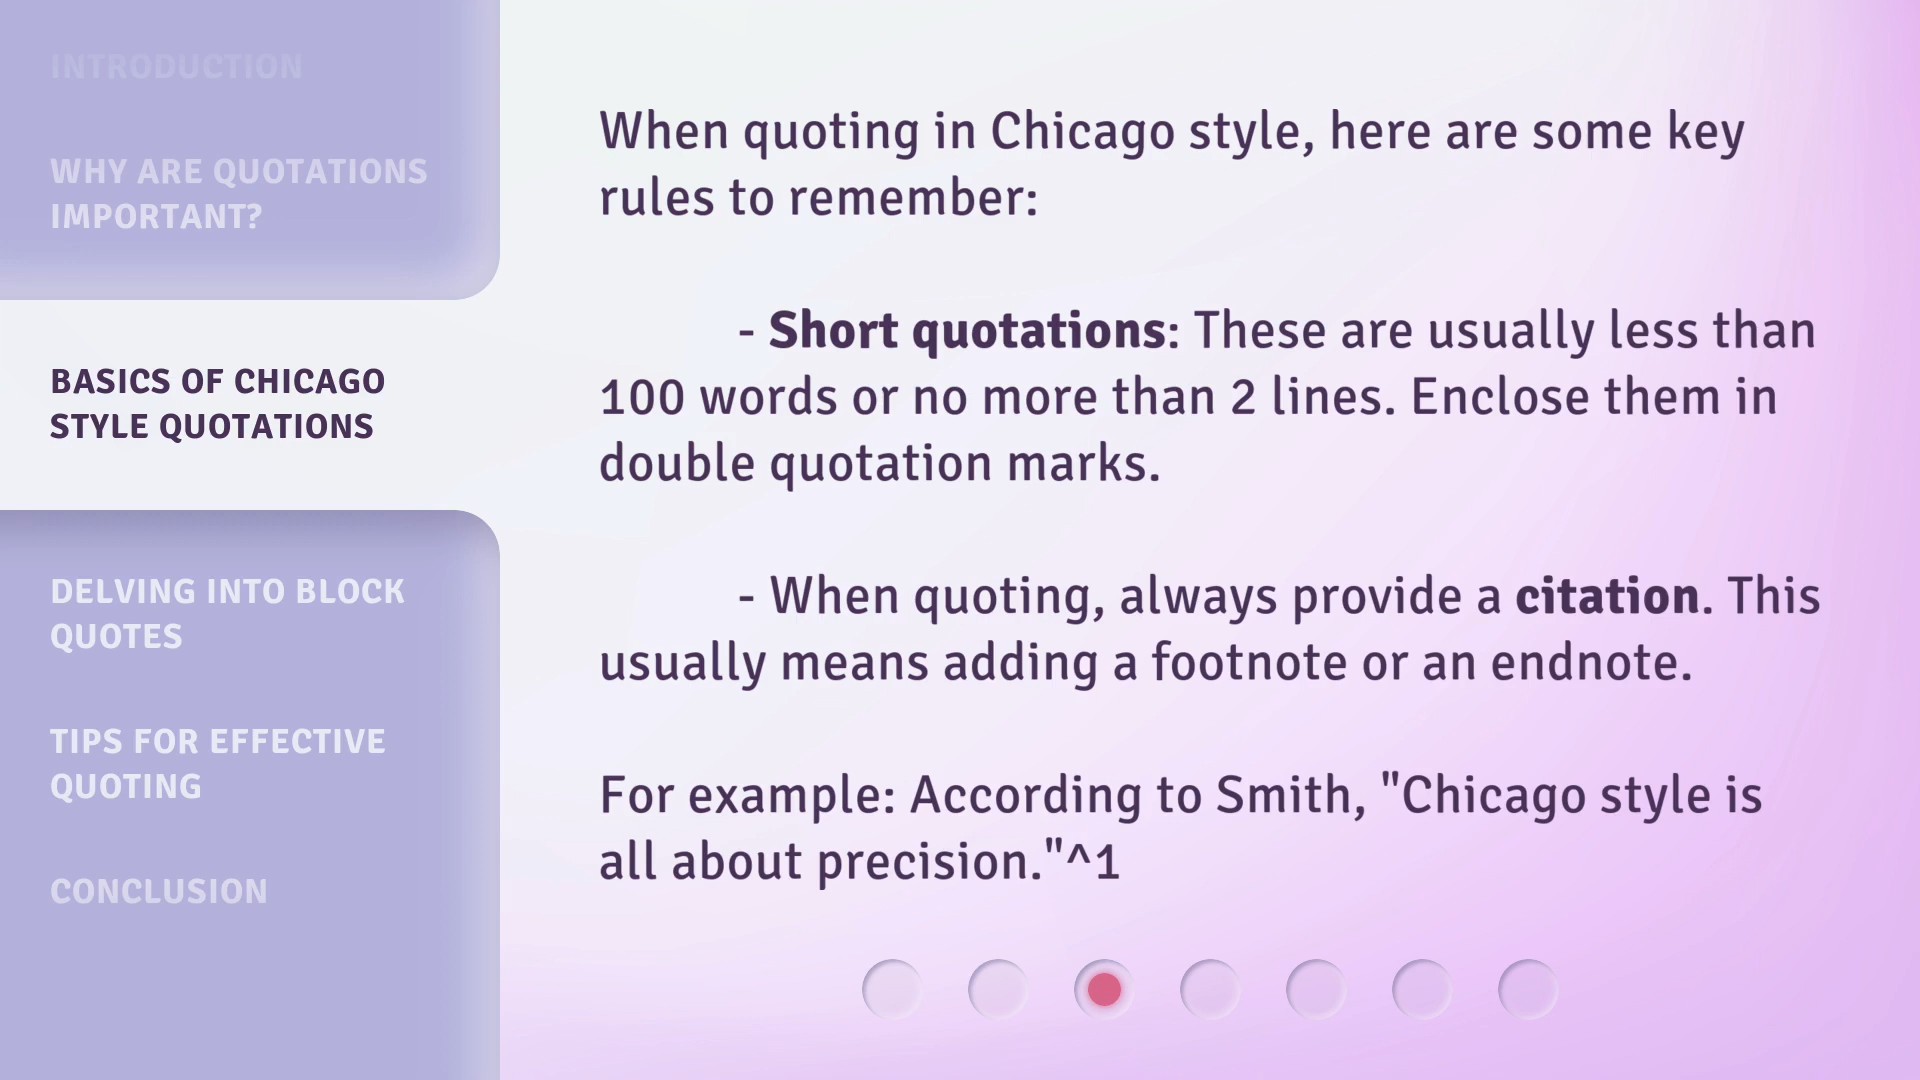 INTRODUCTION
WHY ARE QUOTATIONS
IMPORTANT?
BASICS OF CHICAGO
STYLE QUOTATIONS
DELVING INTO BLOCK
QUOTES
TIPS FOR EFFECTIVE
QUOTING
CONCLUSION
When quoting in Chicago style, here are some key
rules to remember:
- Short quotations: These are usually less than
100 words or no more than 2 lines. Enclose them in
double quotation marks.
- When quoting, always provide a citation. This
usually means adding a footnote or an endnote.
For example: According to Smith, "Chicago style is
all about precision."^1